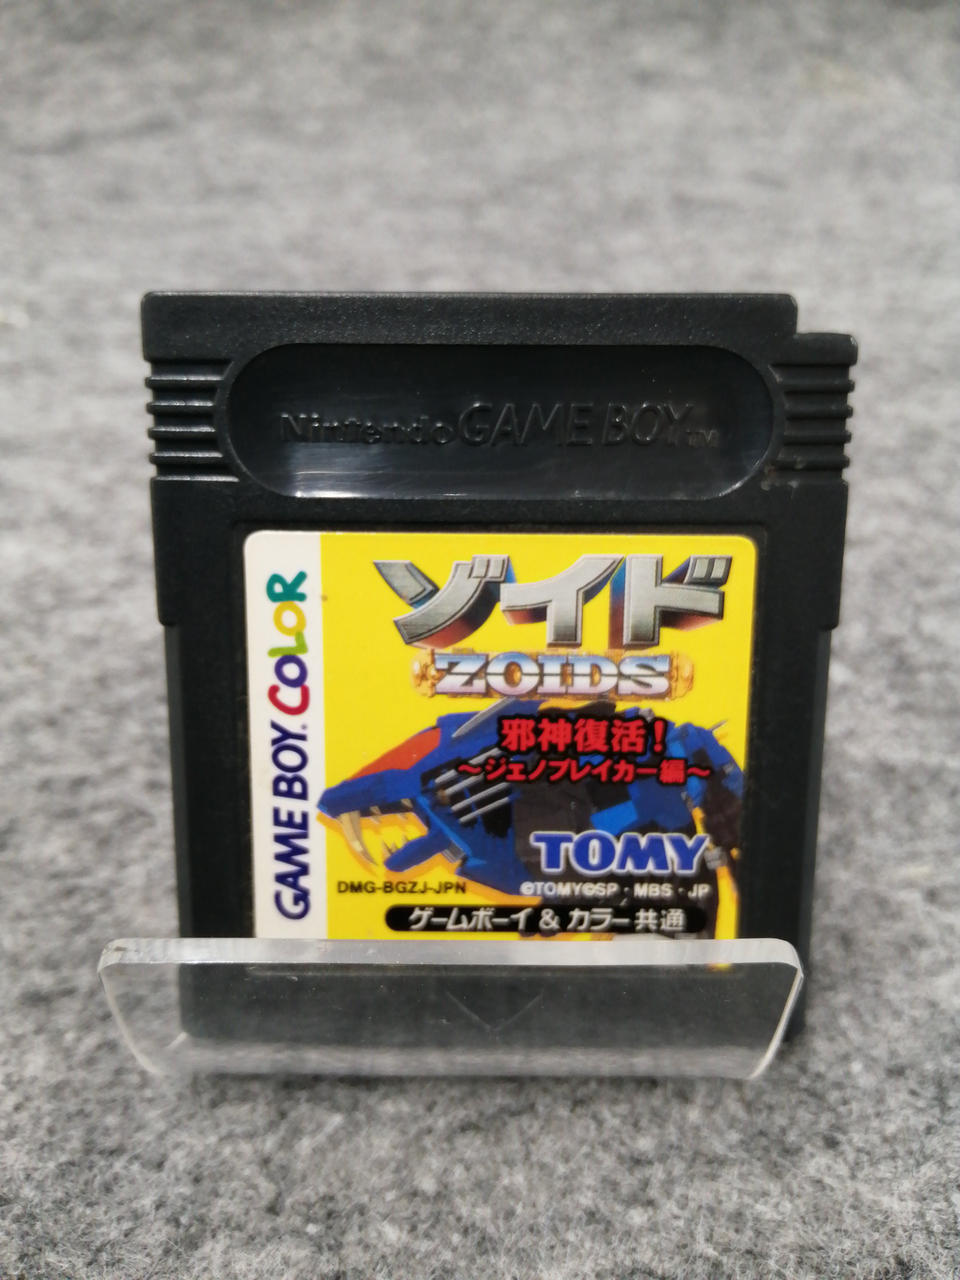 Nintendo GAME BOY TM
GAME BOY COLOR
ゾイド
ZOIDS
邪神復活!
〜ジェノブレイカー編〜
TOMY
DMG-BGZJ-JPN
©TOMY©SP・MBS・JP
ゲームボーイ & カラー共通